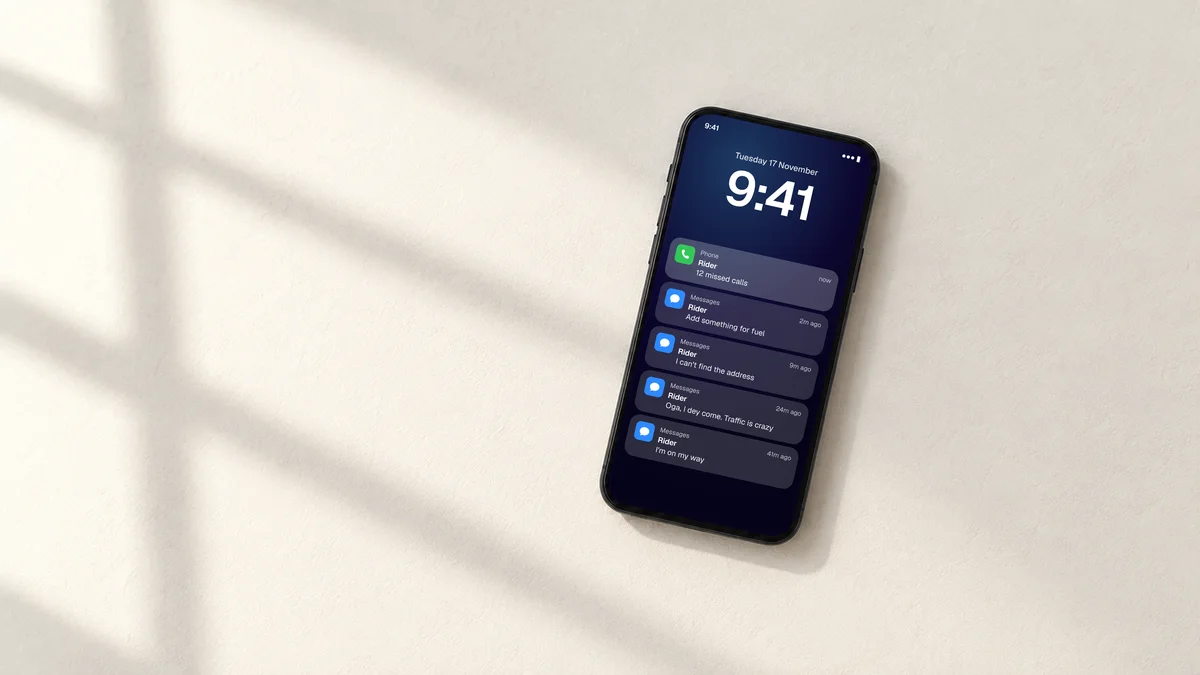 9:41
Tuesday 17 November
9:41
Phone
Rider
now
12 missed calls
Messages
Rider
2m ago
Add something for fuel
Messages
Rider
9m ago
I can't find the address
Messages
Rider
24m ago
Oga, I dey come. Traffic is crazy
Messages
Rider
41m ago
I'm on my way